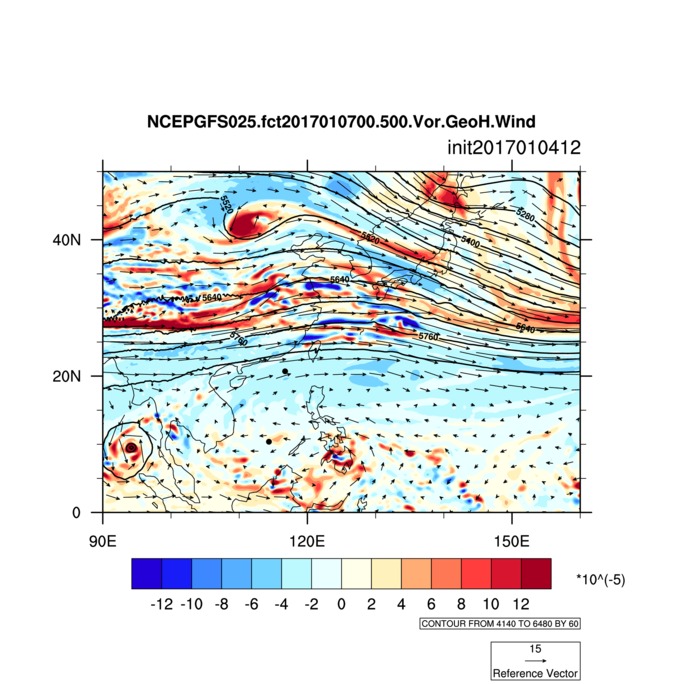 NCEPGFS025.fct2017010700.500.Vor.GeoH.Wind
init2017010412
5520
5280
5520
5400
40N
5640
5640
5640
5760
5760
20N
0
90E 120E 150E
-12 -10 -8 -6 -4 -2 0 2 4 6 8 10 12
*10^(-5)
CONTOUR FROM 4140 TO 6480 BY 60
15
Reference Vector